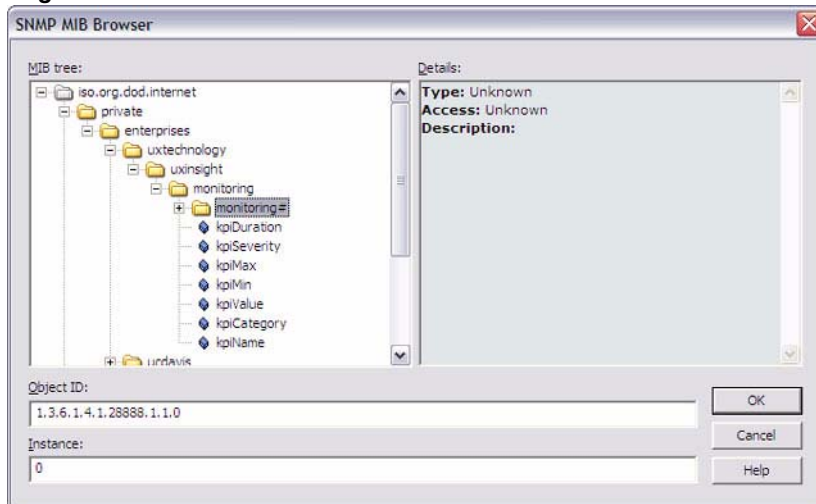 SNMP MIB Browser
MIB tree:
iso.org.dod.internet
private
enterprises
uxtechnology
uxinsight
monitoring
monitoring#
kpiDuration
kpiSeverity
kpiMax
kpiMin
kpiValue
kpiCategory
kpiName
ucdavis
Details:
Type: Unknown
Access: Unknown
Description:
Object ID:
1.3.6.1.4.1.28888.1.1.0
Instance:
0
OK
Cancel
Help